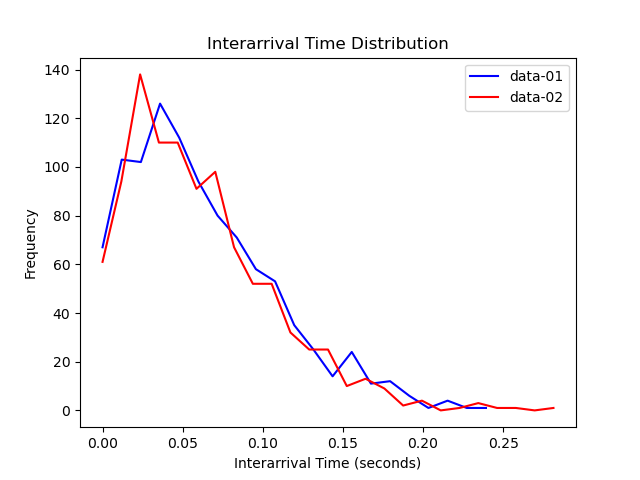 Interarrival Time Distribution
data-01
data-02
Frequency
140
120
100
80
60
40
20
0
0.00 0.05 0.10 0.15 0.20 0.25
Interarrival Time (seconds)